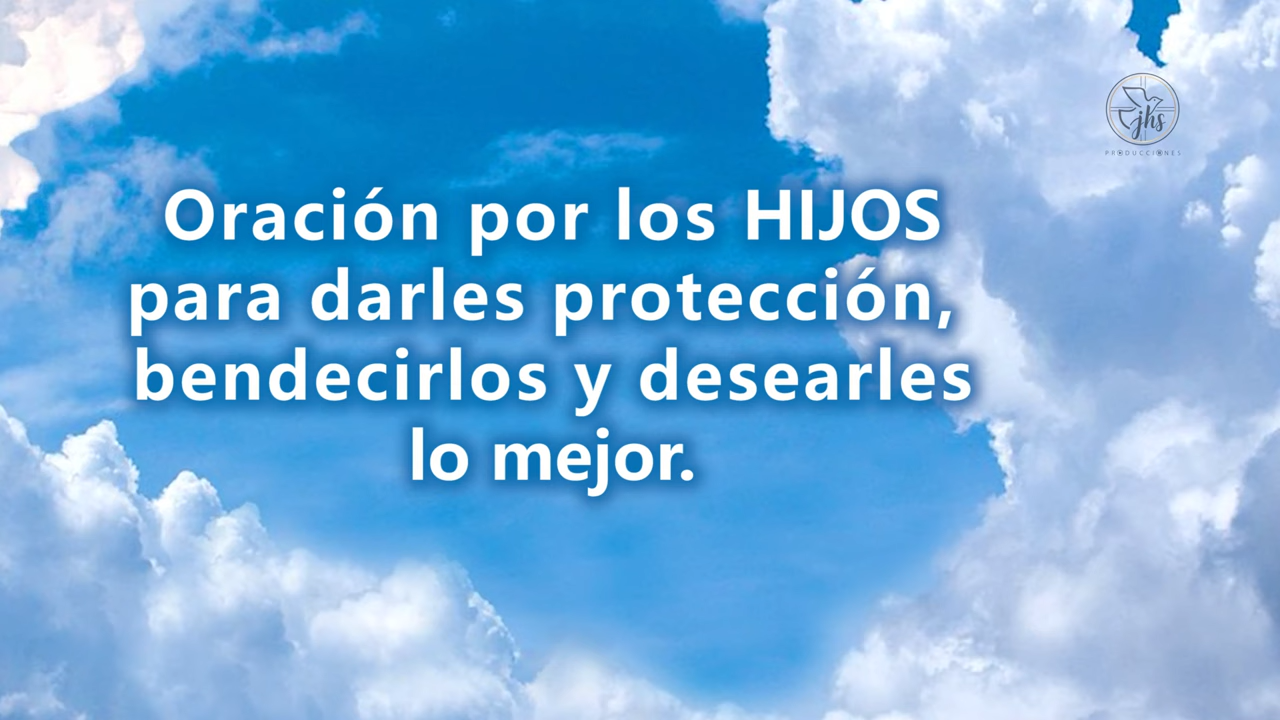 Oración por los HIJOS
para darles protección,
bendecirlos y desearles
lo mejor.
jhs
PRODUCCIONES